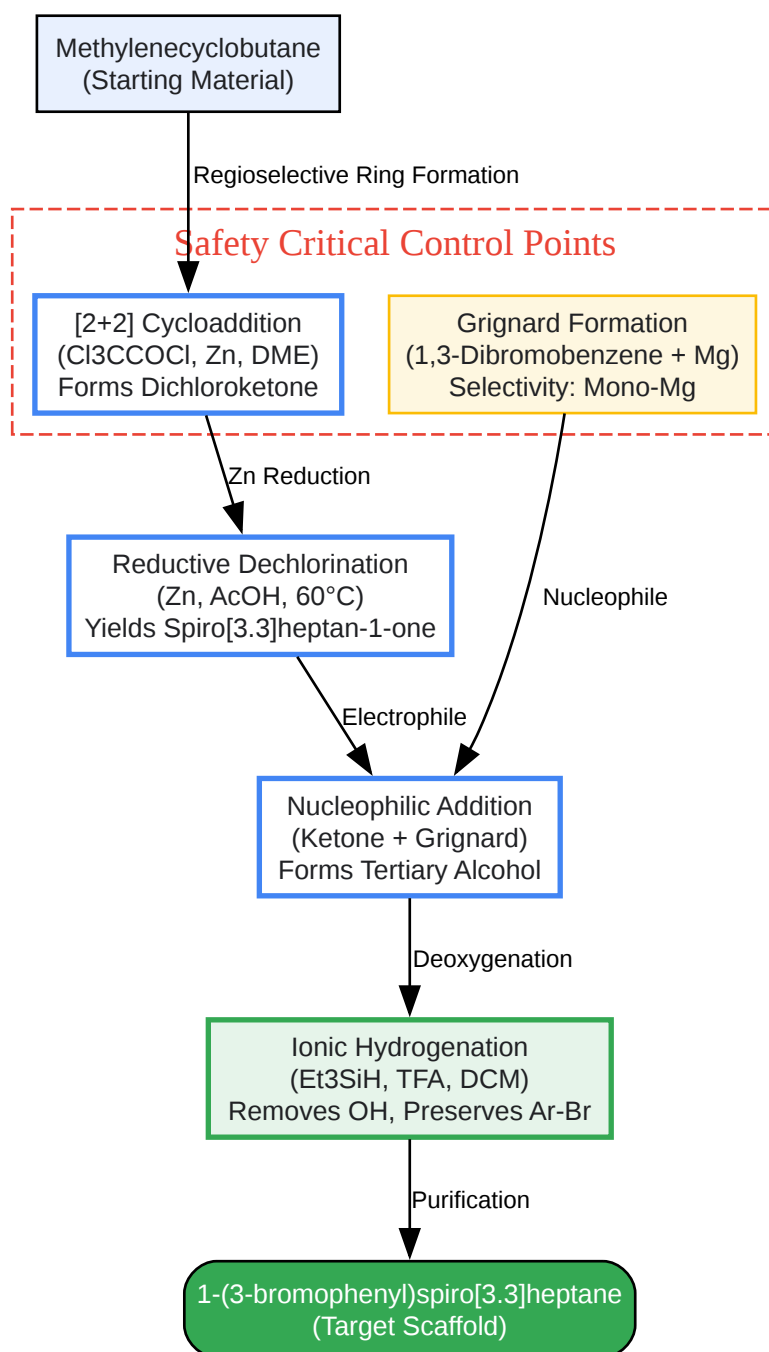 Methylenecyclobutane
(Starting Material)
Regioselective Ring Formation
Safety Critical Control Points
[2+2] Cycloaddition
(Cl3CCOCl, Zn, DME)
Forms Dichloroketone
Grignard Formation
(1,3-Dibromobenzene + Mg)
Selectivity: Mono-Mg
Zn Reduction
Reductive Dechlorination
(Zn, AcOH, 60°C)
Yields Spiro[3.3]heptan-1-one
Nucleophile
Electrophile
Nucleophilic Addition
(Ketone + Grignard)
Forms Tertiary Alcohol
Deoxygenation
Ionic Hydrogenation
(Et3SiH, TFA, DCM)
Removes OH, Preserves Ar-Br
Purification
1-(3-bromophenyl)spiro[3.3]heptane
(Target Scaffold)